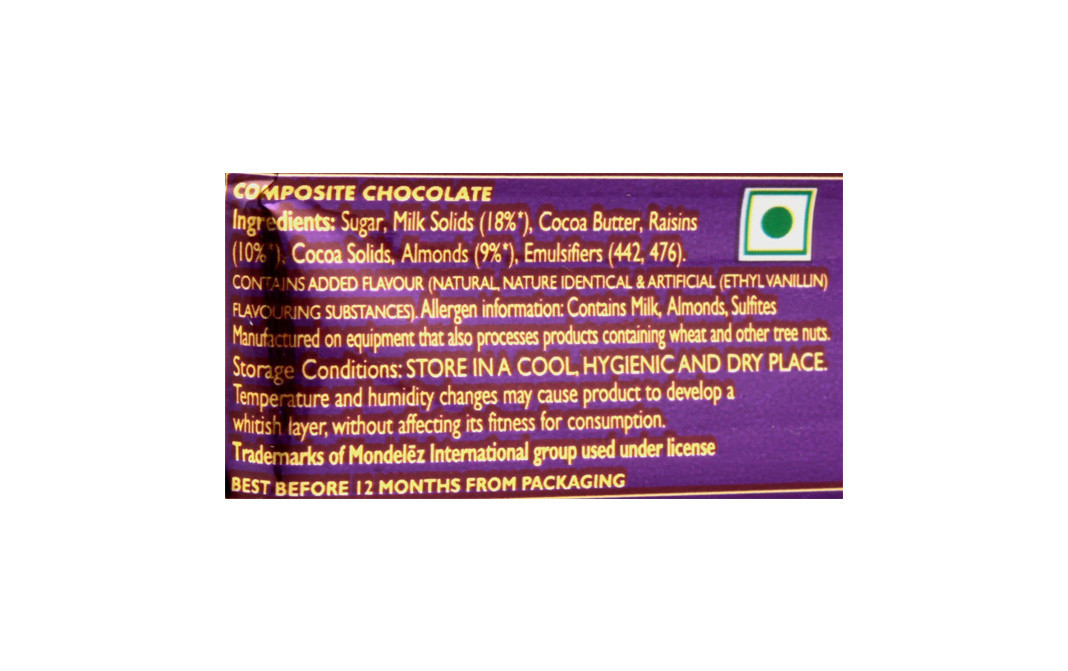 COMPOSITE CHOCOLATE
Ingredients: Sugar, Milk Solids (18%*), Cocoa Butter, Raisins
(10%*), Cocoa Solids, Almonds (9%*), Emulsifiers (442, 476).
CONTAINS ADDED FLAVOUR (NATURAL, NATURE IDENTICAL & ARTIFICIAL (ETHYL VANILLIN)
FLAVOURING SUBSTANCES). Allergen information: Contains Milk, Almonds, Sulfites
Manufactured on equipment that also processes products containing wheat and other tree nuts.
Storage Conditions: STORE IN A COOL, HYGIENIC AND DRY PLACE.
Temperature and humidity changes may cause product to develop a
whitish layer, without affecting its fitness for consumption.
Trademarks of Mondelēz International group used under license
BEST BEFORE 12 MONTHS FROM PACKAGING